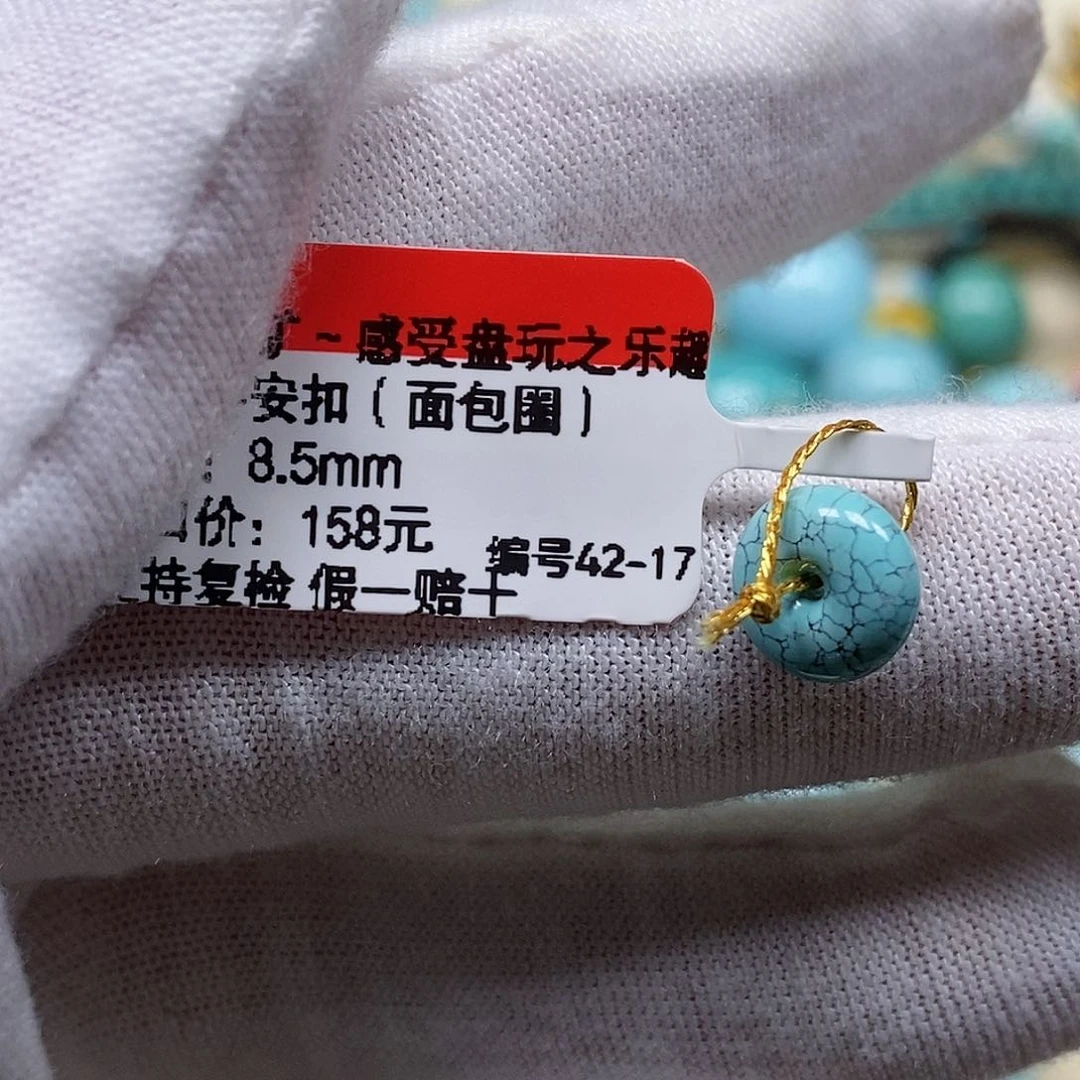 ~感受盘玩之乐趣
安扣(面包圈)
: 8.5mm
价: 158元
编号42-17
持复检 假一赔十